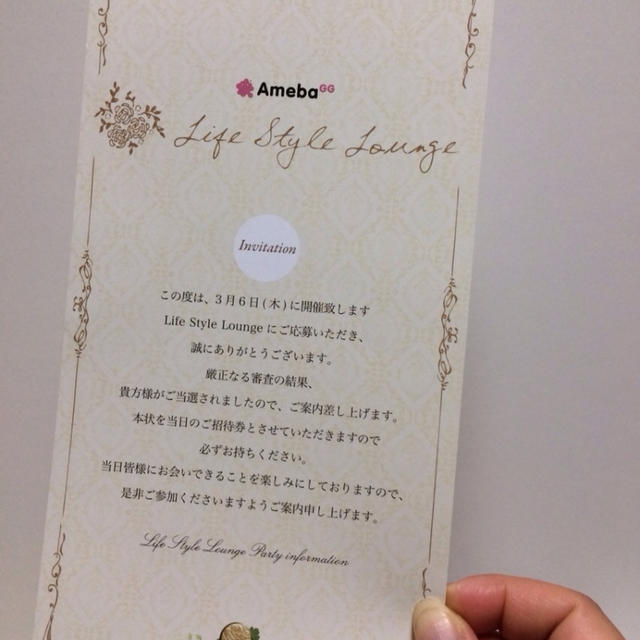 AmebaGG
Life Style Lounge
Invitation
この度は、3月6日(木)に開催致します
Life Style Lounge にご応募いただき、
誠にありがとうございます。
厳正なる審査の結果、
貴方様がご当選されましたので、ご案内差し上げます。
本状を当日のご招待券とさせていただきますので
必ずお持ちください。
当日皆様にお会いできることを楽しみにしておりますので、
是非ご参加くださいますようご案内申し上げます。
Life Style Lounge Party information